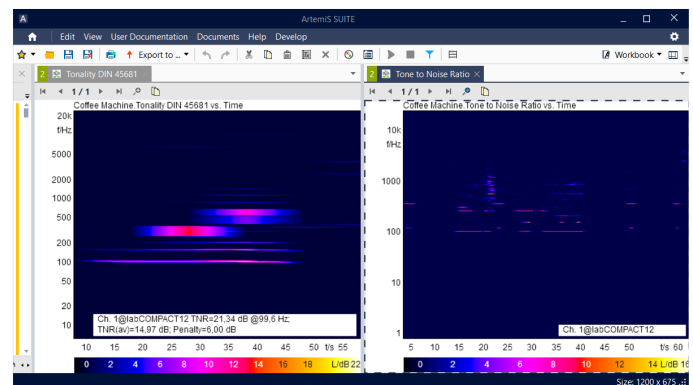 A
ArtemiS SUITE
Edit View User Documentation Documents Help Develop
Export to ...
Workbook
2 Tonality DIN 45681
1 / 1
Coffee Machine.Tonality DIN 45681 vs. Time
20k
f/Hz
5000
2000
1000
500
200
100
50
20
10
Ch. 1@labCOMPACT12 TNR=21,34 dB @99,6 Hz;
TNR(av)=14,97 dB; Penalty=6,00 dB
10 15 20 25 30 35 40 45 50 t/s 55
0 2 4 6 8 10 12 14 16 18 L/dB 22
2 Tone to Noise Ratio
1 / 1
Coffee Machine.Tone to Noise Ratio vs. Time
10k
f/Hz
1000
100
10
1
Ch. 1@labCOMPACT12
5 10 15 20 25 30 35 40 45 50 t/s 60
0 2 4 6 8 10 12 14 L/dB 16
Size: 1200 x 675